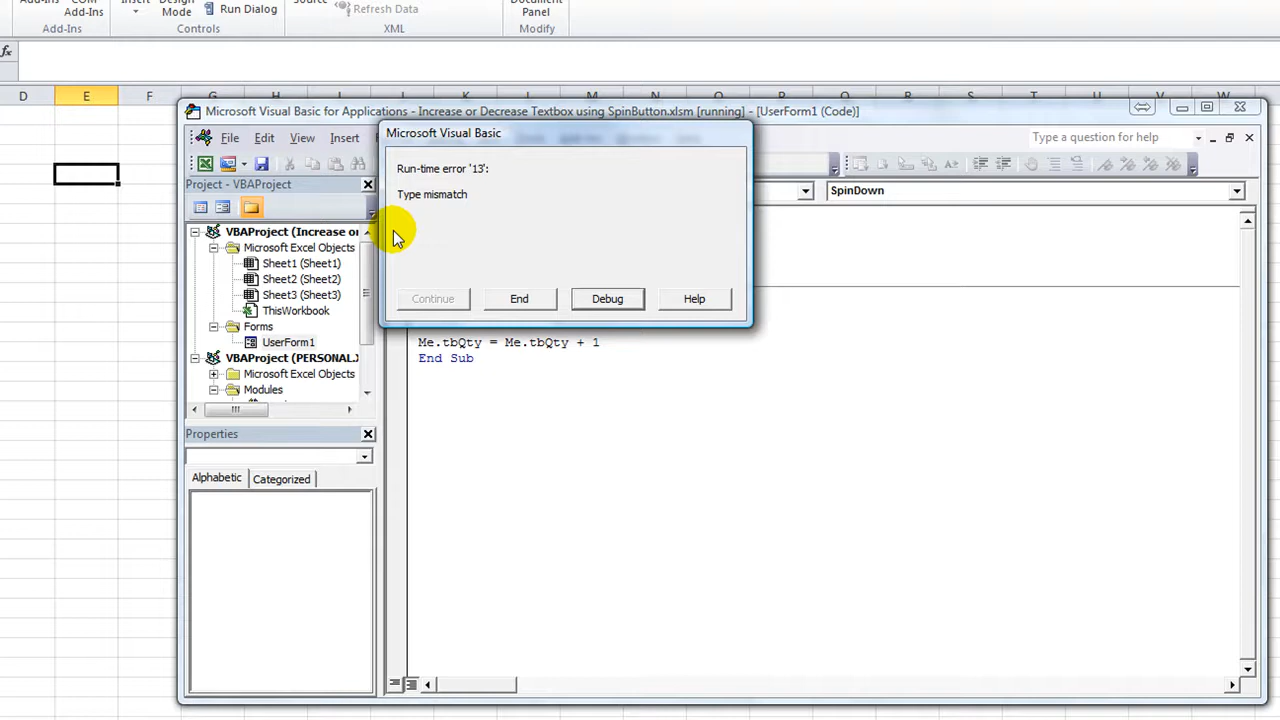 Add-Ins COM Insert Design Source Document
Add-Ins Mode Run Dialog Refresh Data Panel
Add-Ins Controls XML Modify
fx
D E F G H I J K L M N O P Q R S T U V W
Microsoft Visual Basic for Applications - Increase or Decrease Textbox using SpinButton.xlsm [running] - [UserForm1 (Code)]
File Edit View Insert
Type a question for help
Microsoft Visual Basic
Run-time error '13':
Type mismatch
Continue End Debug Help
Project - VBAProject
SpinDown
VBAProject (Increase or
Microsoft Excel Objects
Sheet1 (Sheet1)
Sheet2 (Sheet2)
Sheet3 (Sheet3)
ThisWorkbook
Forms
UserForm1
VBAProject (PERSONAL.X
Microsoft Excel Objects
Modules
Me.tbQty = Me.tbQty + 1
End Sub
Properties
Alphabetic Categorized